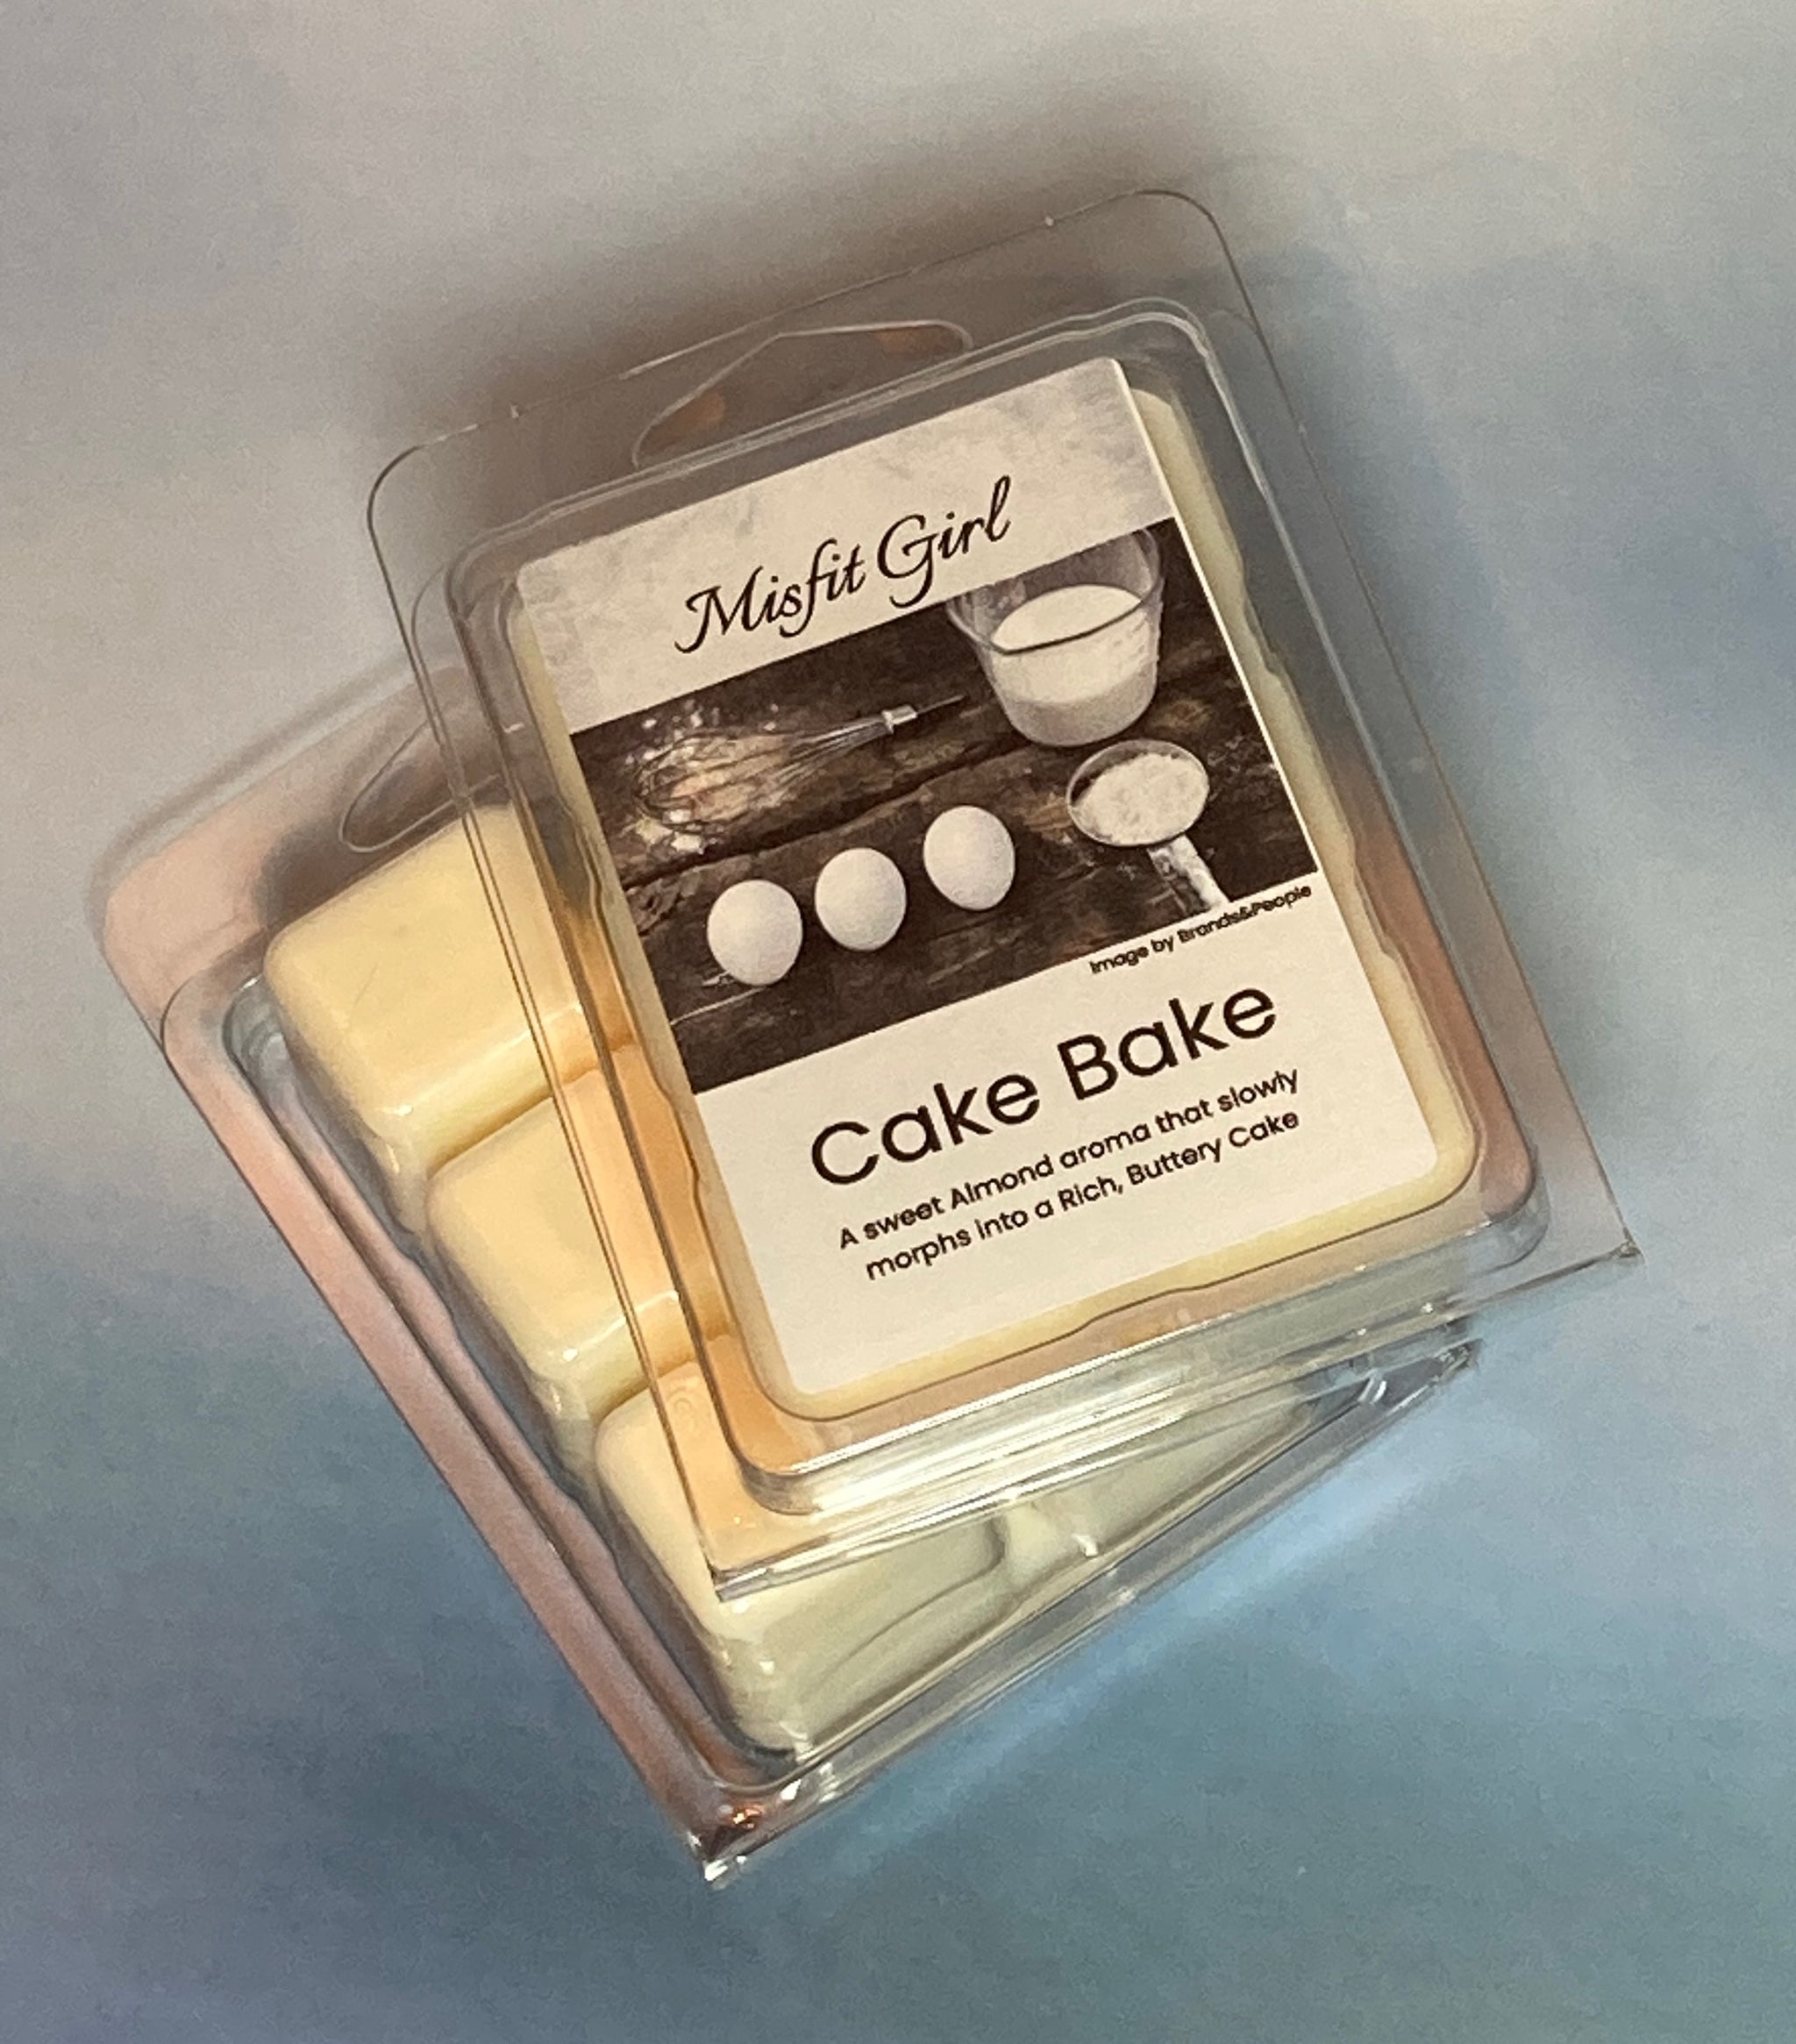 Misfit Girl
Image by Brands&People
Cake Bake
A sweet Almond aroma that slowly
morphs into a Rich, Buttery Cake